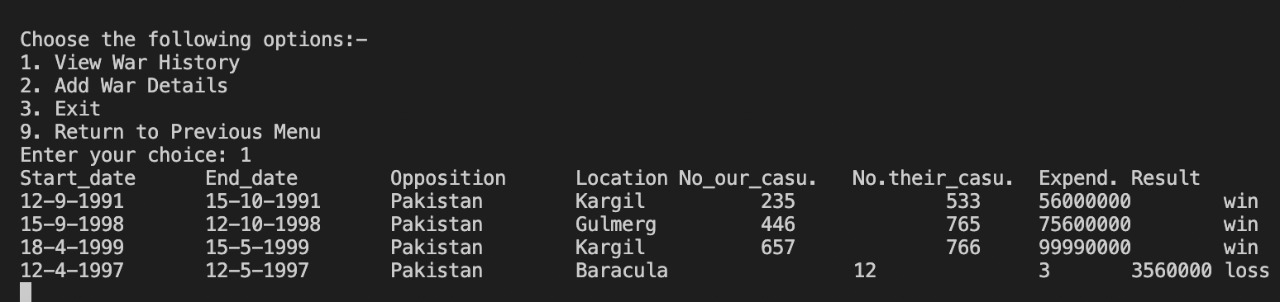 Choose the following options:-
1. View War History
2. Add War Details
3. Exit
9. Return to Previous Menu
Enter your choice: 1
Start_date      End_date        Opposition      Location No_our_casu.   No.their_casu.  Expend. Result
12-9-1991       15-10-1991      Pakistan        Kargil          235             533     56000000        win
15-9-1998       12-10-1998      Pakistan        Gulmerg         446             765     75600000        win
18-4-1999       15-5-1999       Pakistan        Kargil          657             766     99990000        win
12-4-1997       12-5-1997       Pakistan        Baracula                12              3       3560000 loss